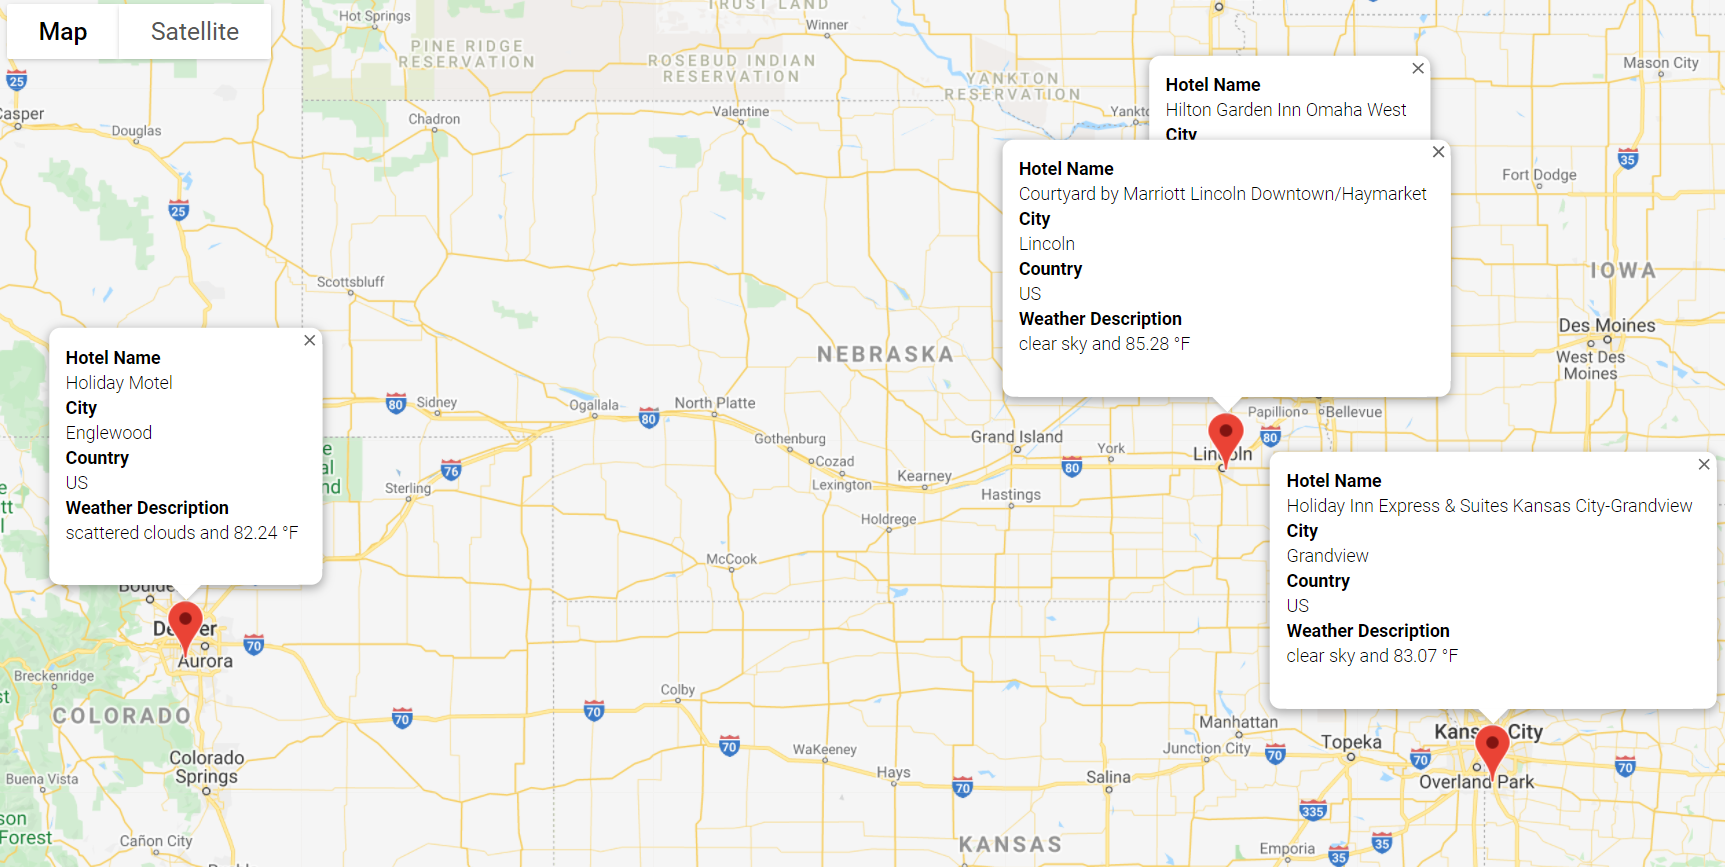 Map
Satellite
Hot Springs
TRUST LAND
Winner
PINE RIDGE
RESERVATION
ROSEBUD INDIAN
RESERVATION
YANKTON
RESERVATION
Mason City
25
Casper
Douglas
Chadron
Valentine
Hotel Name
Hilton Garden Inn Omaha West
City
35
Fort Dodge
25
Hotel Name
Courtyard by Marriott Lincoln Downtown/Haymarket
City
Lincoln
Country
US
Weather Description
clear sky and 85.28 °F
IOWA
Scottsbluff
Des Moines
West Des
Moines
NEBRASKA
Hotel Name
Holiday Motel
City
Englewood
Country
US
Weather Description
scattered clouds and 82.24 °F
80
Sidney
Ogallala
80
North Platte
Papillion
Bellevue
Gothenburg
Grand Island
York
80
Lincoln
76
Cozad
Lexington
Kearney
80
Sterling
Hastings
Holdrege
McCook
Hotel Name
Holiday Inn Express & Suites Kansas City-Grandview
City
Grandview
Country
US
Weather Description
clear sky and 83.07 °F
Boulder
Denver
70
Aurora
Breckenridge
COLORADO
70
Colby
70
70
WaKeeney
Hays
70
Salina
Manhattan
Junction City
70
Topeka
70
Kansas City
Overland Park
70
Colorado
Springs
Buena Vista
Cañon City
Forest
335
35
35
Emporia
KANSAS